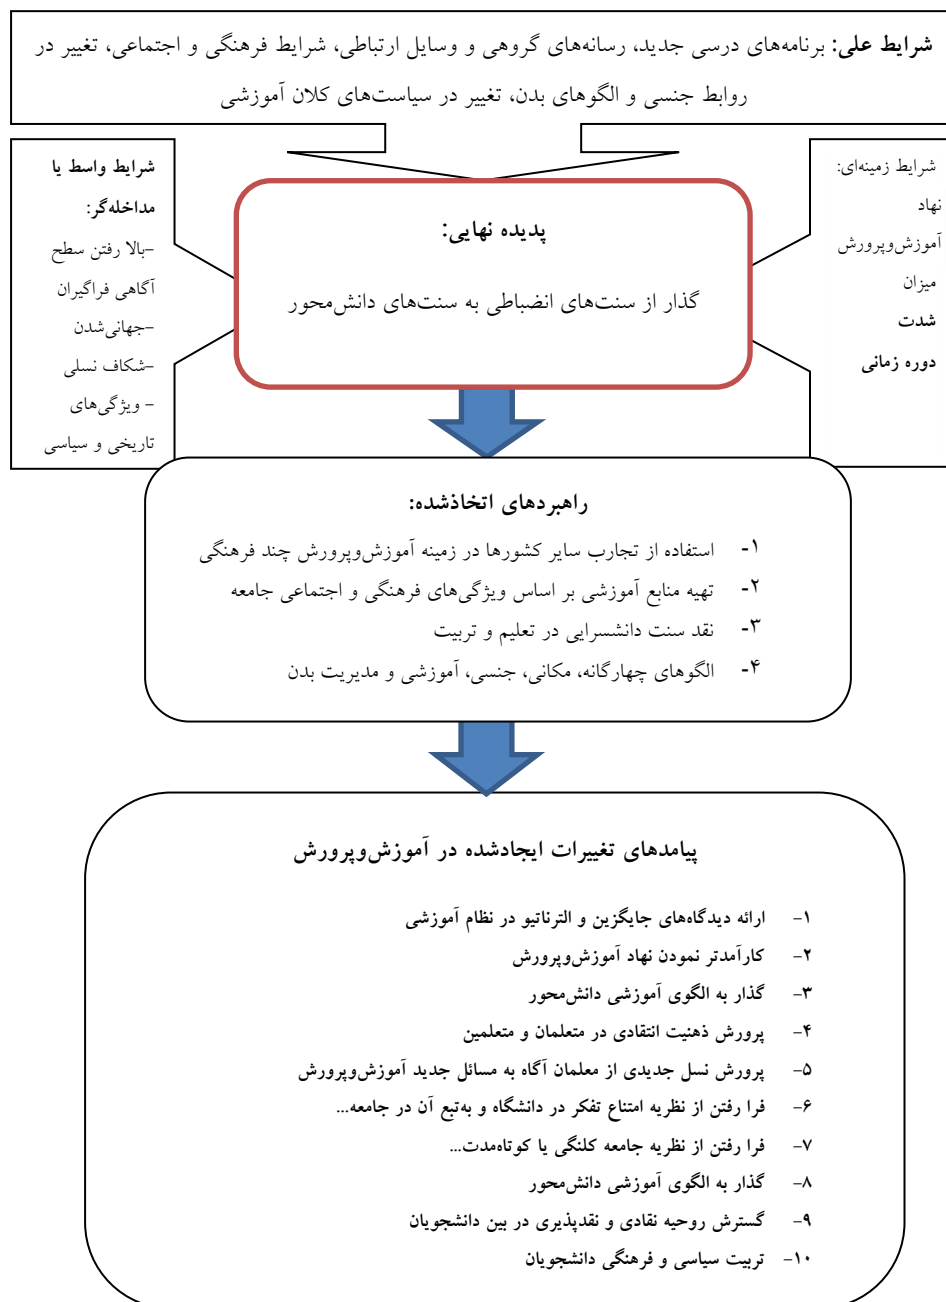 شرایط علی: برنامه‌های درسی جدید، رسانه‌های گروهی و وسایل ارتباطی، شرایط فرهنگی و اجتماعی، تغییر در
روابط جنسی و الگوهای بدن، تغییر در سیاست‌های کلان آموزشی
شرایط زمینه‌ای:
نهاد
آموزش‌وپرورش
میزان
شدت
دوره زمانی
پدیده نهایی:
گذار از سنت‌های انضباطی به سنت‌های دانش‌محور
شرایط واسط یا
مداخله‌گر:
-بالا رفتن سطح
آگاهی فراگیران
-جهانی‌شدن
-شکاف نسلی
- ویژگی‌های
تاریخی و سیاسی
راهبردهای اتخاذشده:
۱- استفاده از تجارب سایر کشورها در زمینه آموزش‌وپرورش چند فرهنگی
۲- تهیه منابع آموزشی بر اساس ویژگی‌های فرهنگی و اجتماعی جامعه
۳- نقد سنت دانشسرایی در تعلیم و تربیت
۴- الگوهای چهارگانه، مکانی، جنسی، آموزشی و مدیریت بدن
پیامدهای تغییرات ایجادشده در آموزش‌وپرورش
۱- ارائه دیدگاه‌های جایگزین و الترناتیو در نظام آموزشی
۲- کارآمدتر نمودن نهاد آموزش‌وپرورش
۳- گذار به الگوی آموزشی دانش‌محور
۴- پرورش ذهنیت انتقادی در متعلمان و متعلمین
۵- پرورش نسل جدیدی از معلمان آگاه به مسائل جدید آموزش‌وپرورش
۶- فرا رفتن از نظریه امتناع تفکر در دانشگاه و به‌تبع آن در جامعه...
۷- فرا رفتن از نظریه جامعه کلنگی یا کوتاه‌مدت...
۸- گذار به الگوی آموزشی دانش‌محور
۹- گسترش روحیه نقادی و نقدپذیری در بین دانشجویان
۱۰- تربیت سیاسی و فرهنگی دانشجویان